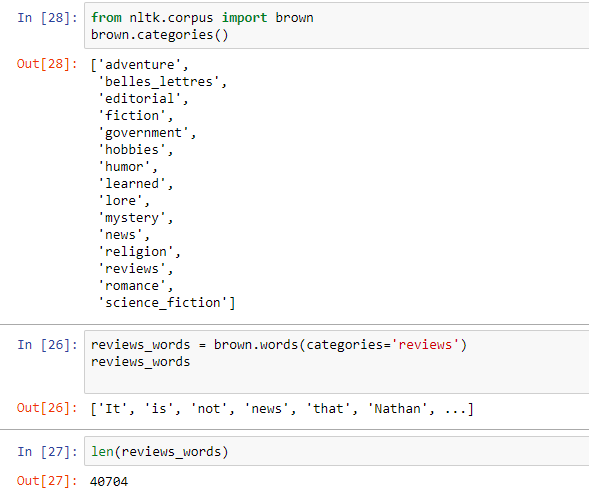 In [28]: from nltk.corpus import brown
brown.categories()
Out[28]: ['adventure',
'belles_lettres',
'editorial',
'fiction',
'government',
'hobbies',
'humor',
'learned',
'lore',
'mystery',
'news',
'religion',
'reviews',
'romance',
'science_fiction']
In [26]: reviews_words = brown.words(categories='reviews')
reviews_words
Out[26]: ['It', 'is', 'not', 'news', 'that', 'Nathan', ...]
In [27]: len(reviews_words)
Out[27]: 40704